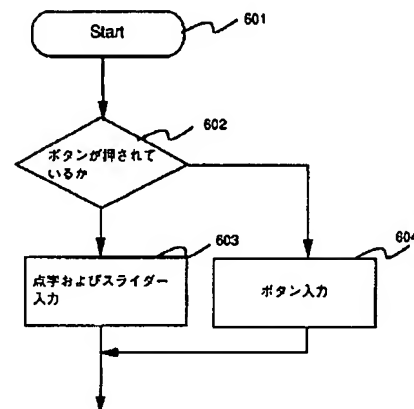 Start
601
602
ボタンが押されて
いるか
603
点字およびスライダー
入力
604
ボタン入力